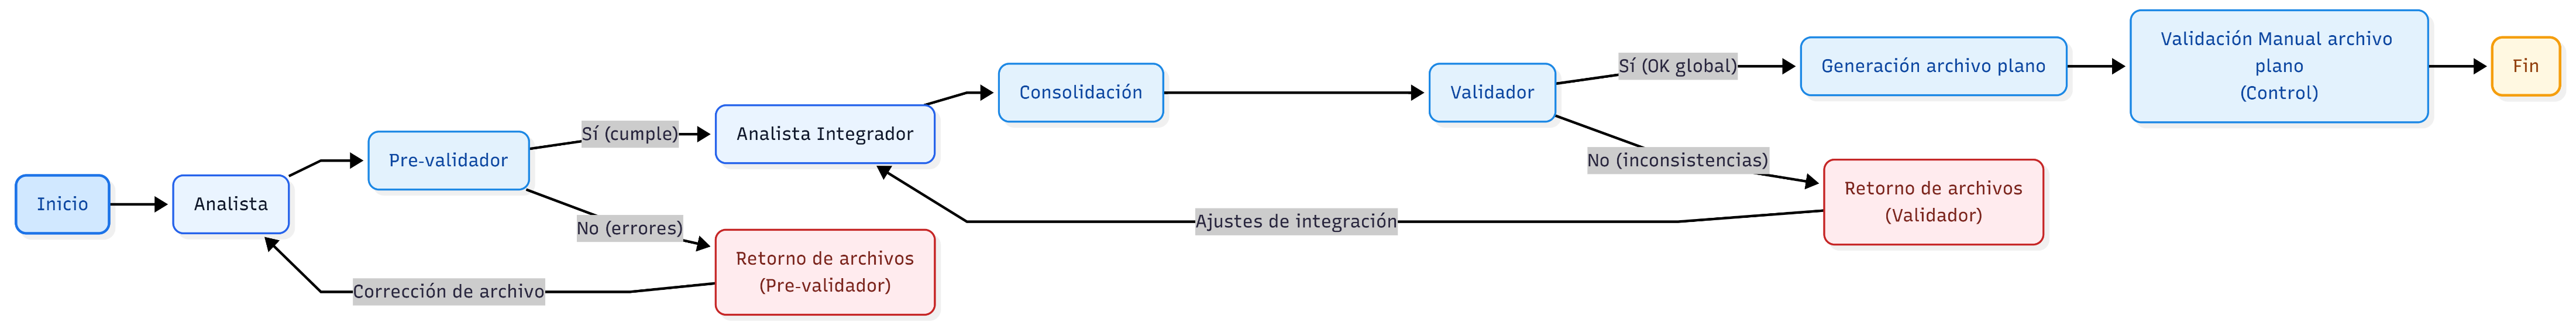 Inicio
Analista
Pre-validador
Sí (cumple)
No (errores)
Retorno de archivos
(Pre-validador)
Corrección de archivo
Analista Integrador
Consolidación
Validador
Sí (OK global)
No (inconsistencias)
Retorno de archivos
(Validador)
Ajustes de integración
Generación archivo plano
Validación Manual archivo
plano
(Control)
Fin